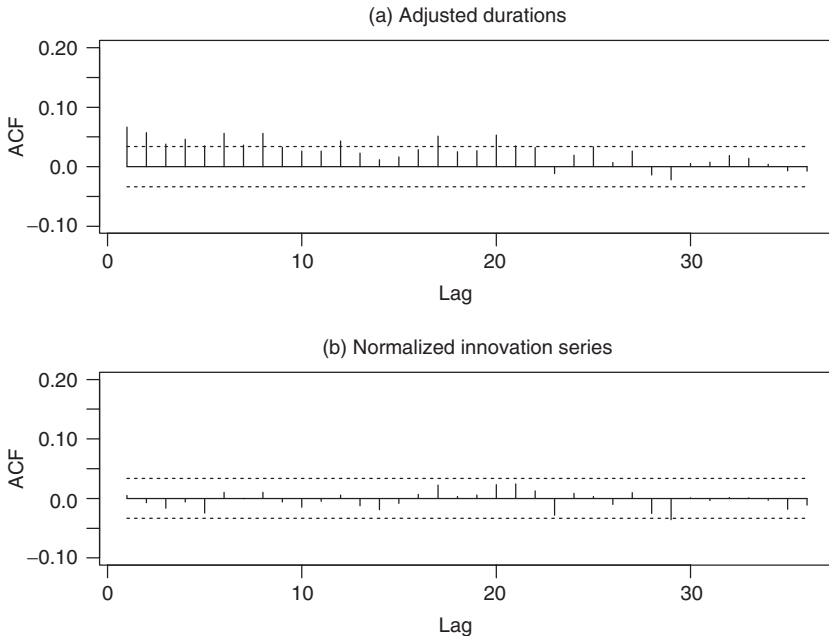 (a) Adjusted durations
0.20
0.10
0.0
−0.10
ACF
0 10 20 30
Lag
(b) Normalized innovation series
0.20
0.10
0.0
−0.10
ACF
0 10 20 30
Lag